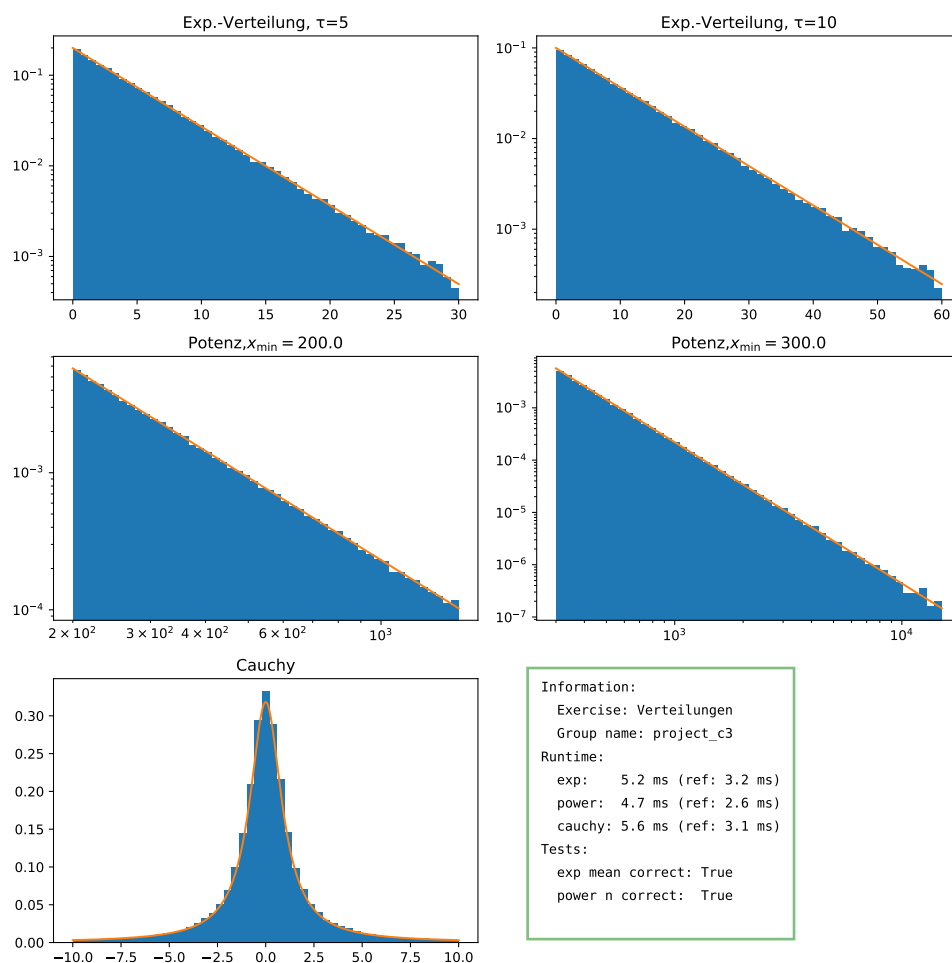 Exp.-Verteilung, τ=5
10⁻¹
10⁻²
10⁻³
0 5 10 15 20 25 30
Exp.-Verteilung, τ=10
10⁻¹
10⁻²
10⁻³
0 10 20 30 40 50 60
Potenz,x_min = 200.0
10⁻³
10⁻⁴
2 × 10² 3 × 10² 4 × 10² 6 × 10² 10³
Potenz,x_min = 300.0
10⁻³
10⁻⁴
10⁻⁵
10⁻⁶
10⁻⁷
10³ 10⁴
Cauchy
0.30
0.25
0.20
0.15
0.10
0.05
0.00
−10.0 −7.5 −5.0 −2.5 0.0 2.5 5.0 7.5 10.0
Information:
Exercise: Verteilungen
Group name: project_c3
Runtime:
exp: 5.2 ms (ref: 3.2 ms)
power: 4.7 ms (ref: 2.6 ms)
cauchy: 5.6 ms (ref: 3.1 ms)
Tests:
exp mean correct: True
power n correct: True